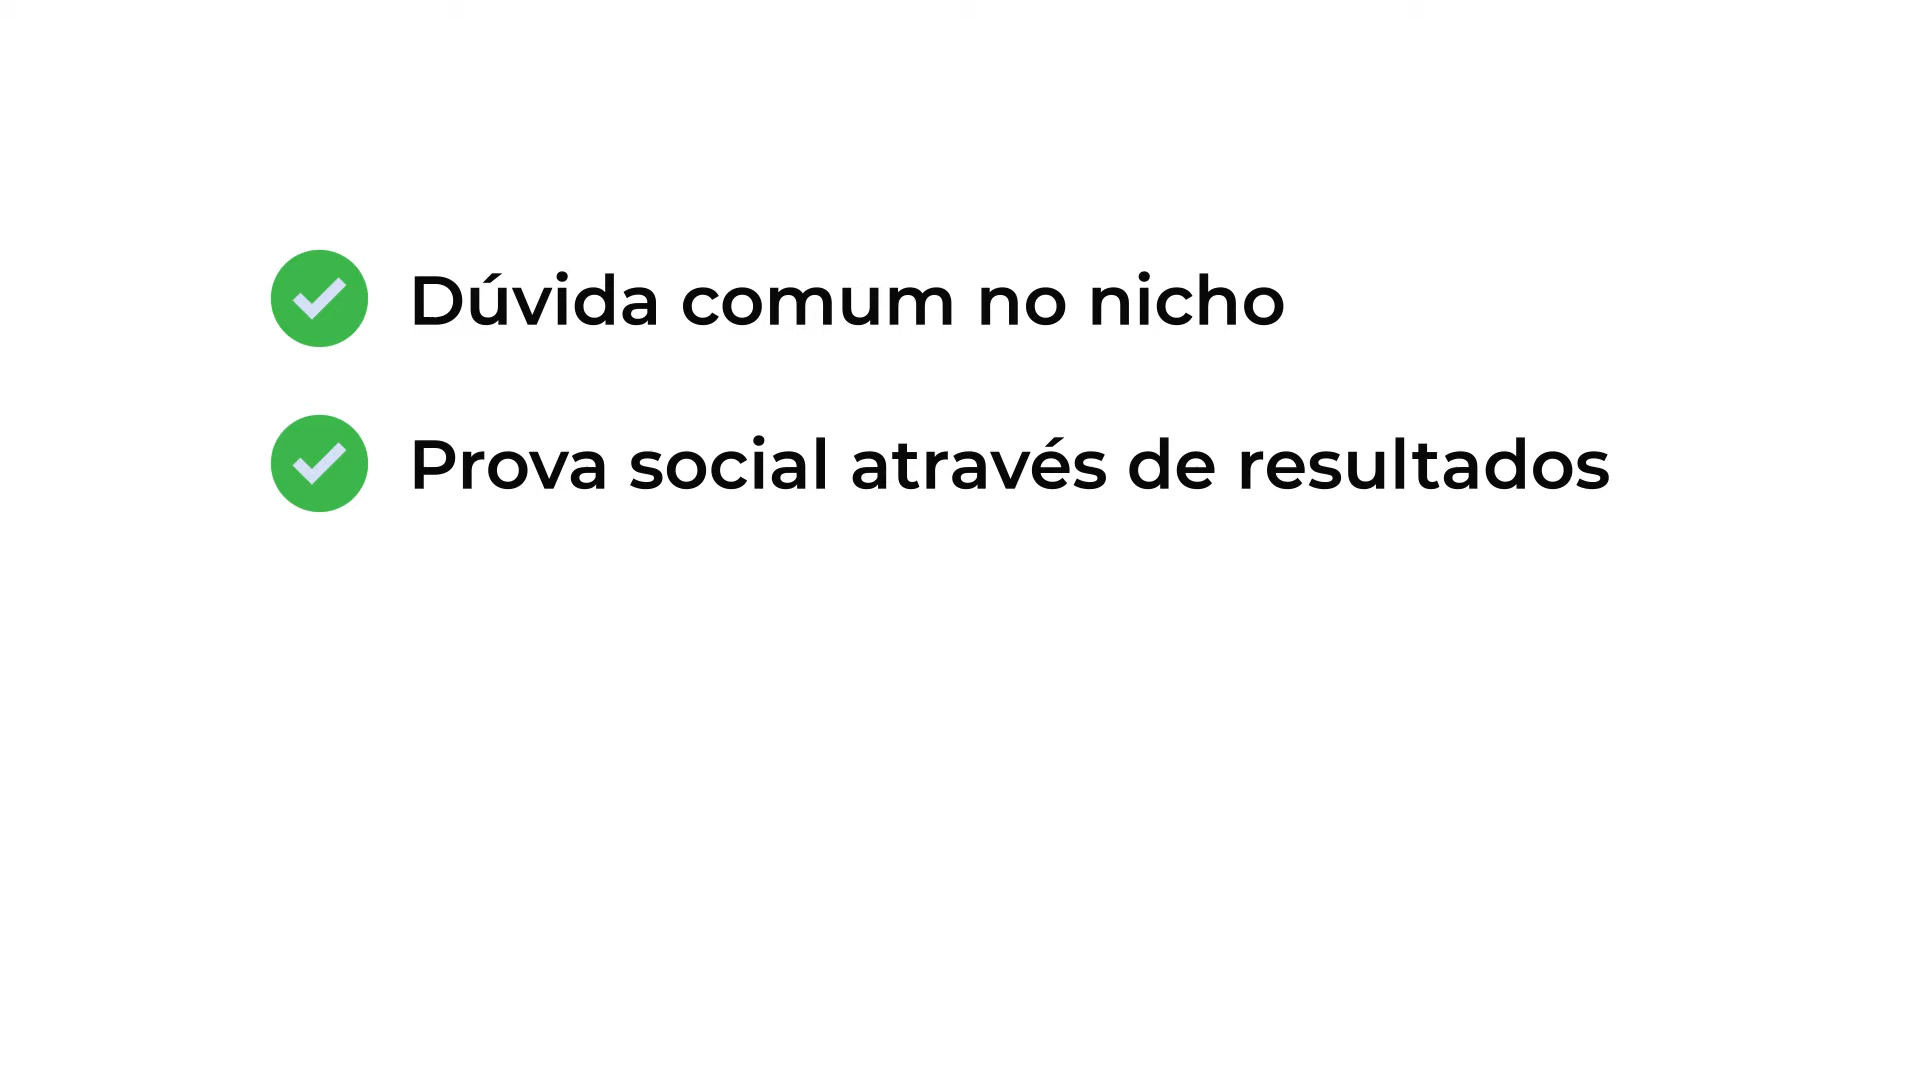 Dúvida comum no nicho
Prova social através de resultados